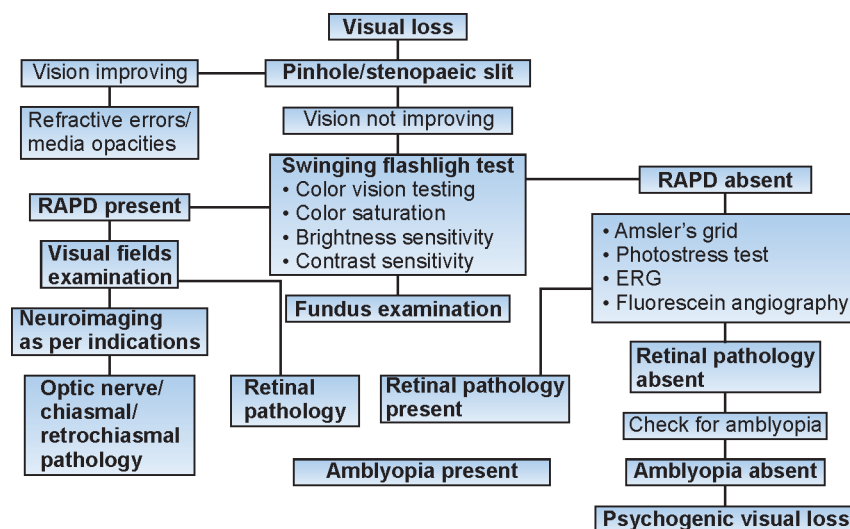 Visual loss
Vision improving
Pinhole/stenopaeic slit
Refractive errors/
media opacities
Vision not improving
Swinging flashligh test
• Color vision testing
• Color saturation
• Brightness sensitivity
• Contrast sensitivity
RAPD absent
RAPD present
• Amsler's grid
• Photostress test
• ERG
• Fluorescein angiography
Visual fields
examination
Fundus examination
Neuroimaging
as per indications
Retinal pathology
absent
Optic nerve/
chiasmal/
retrochiasmal
pathology
Retinal
pathology
Retinal pathology
present
Check for amblyopia
Amblyopia present
Amblyopia absent
Psychogenic visual loss